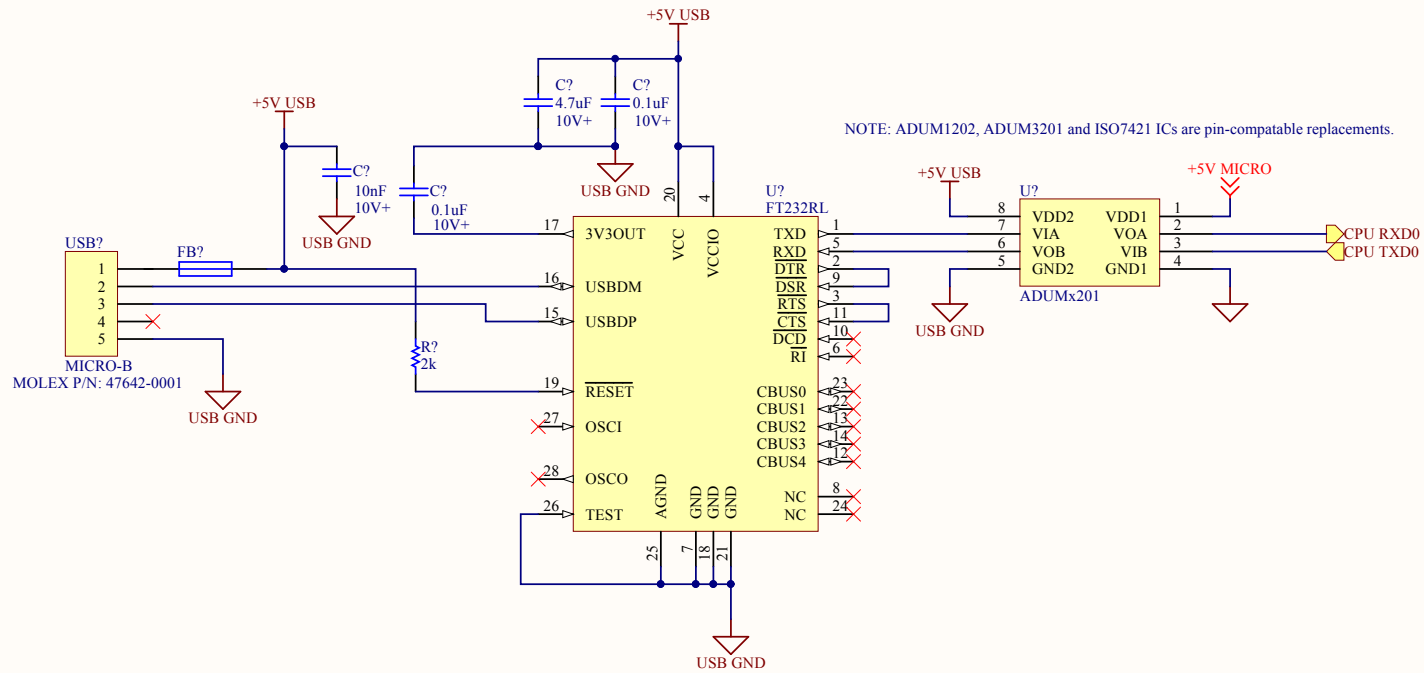 +5V USB
C?
4.7uF
10V+
C?
0.1uF
10V+
USB GND
+5V USB
C?
10nF
10V+
USB GND
C?
0.1uF
10V+
NOTE: ADUM1202, ADUM3201 and ISO7421 ICs are pin-compatable replacements.
USB?
1
2
3
4
5
MICRO-B
MOLEX P/N: 47642-0001
FB?
USB GND
R?
2k
U?
FT232RL
20
VCC
4
VCCIO
17
3V3OUT
16
USBDM
15
USBDP
19
RESET
27
OSCI
28
OSCO
26
TEST
TXD
1
RXD
5
DTR
2
DSR
9
RTS
3
CTS
11
DCD
10
RI
6
CBUS0
23
CBUS1
22
CBUS2
13
CBUS3
14
CBUS4
12
NC
8
NC
24
AGND
25
GND
7
GND
18
GND
21
USB GND
+5V USB
+5V MICRO
U?
8
VDD2
VDD1
1
7
VIA
VOA
2
6
VOB
VIB
3
5
GND2
GND1
4
ADUMx201
USB GND
CPU RXD0
CPU TXD0